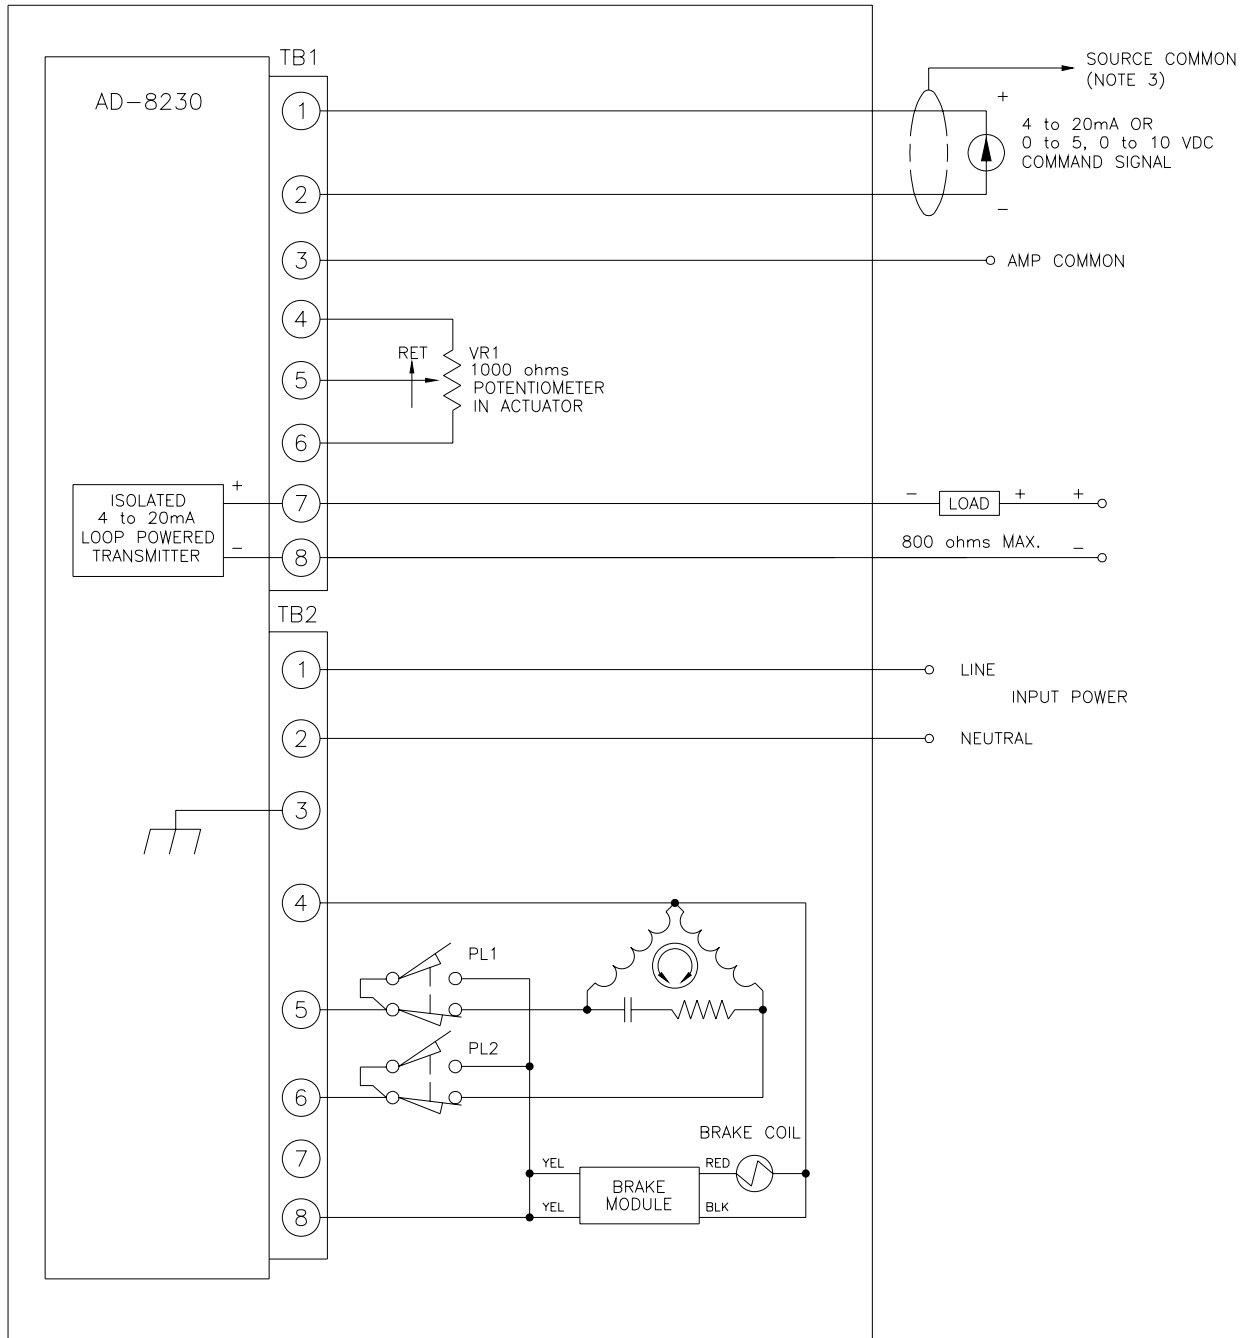 TB1
AD-8230
SOURCE COMMON
(NOTE 3)
1
+
4 to 20mA OR
0 to 5, 0 to 10 VDC
COMMAND SIGNAL
2
−
3
AMP COMMON
4
RET
VR1
1000 ohms
POTENTIOMETER
IN ACTUATOR
5
6
ISOLATED
4 to 20mA
LOOP POWERED
TRANSMITTER
+
−
7
− LOAD + +
8
800 ohms MAX. −
TB2
1
LINE
INPUT POWER
2
NEUTRAL
3
4
PL1
5
PL2
6
BRAKE COIL
7
YEL
BRAKE
MODULE
RED
8
YEL
BLK